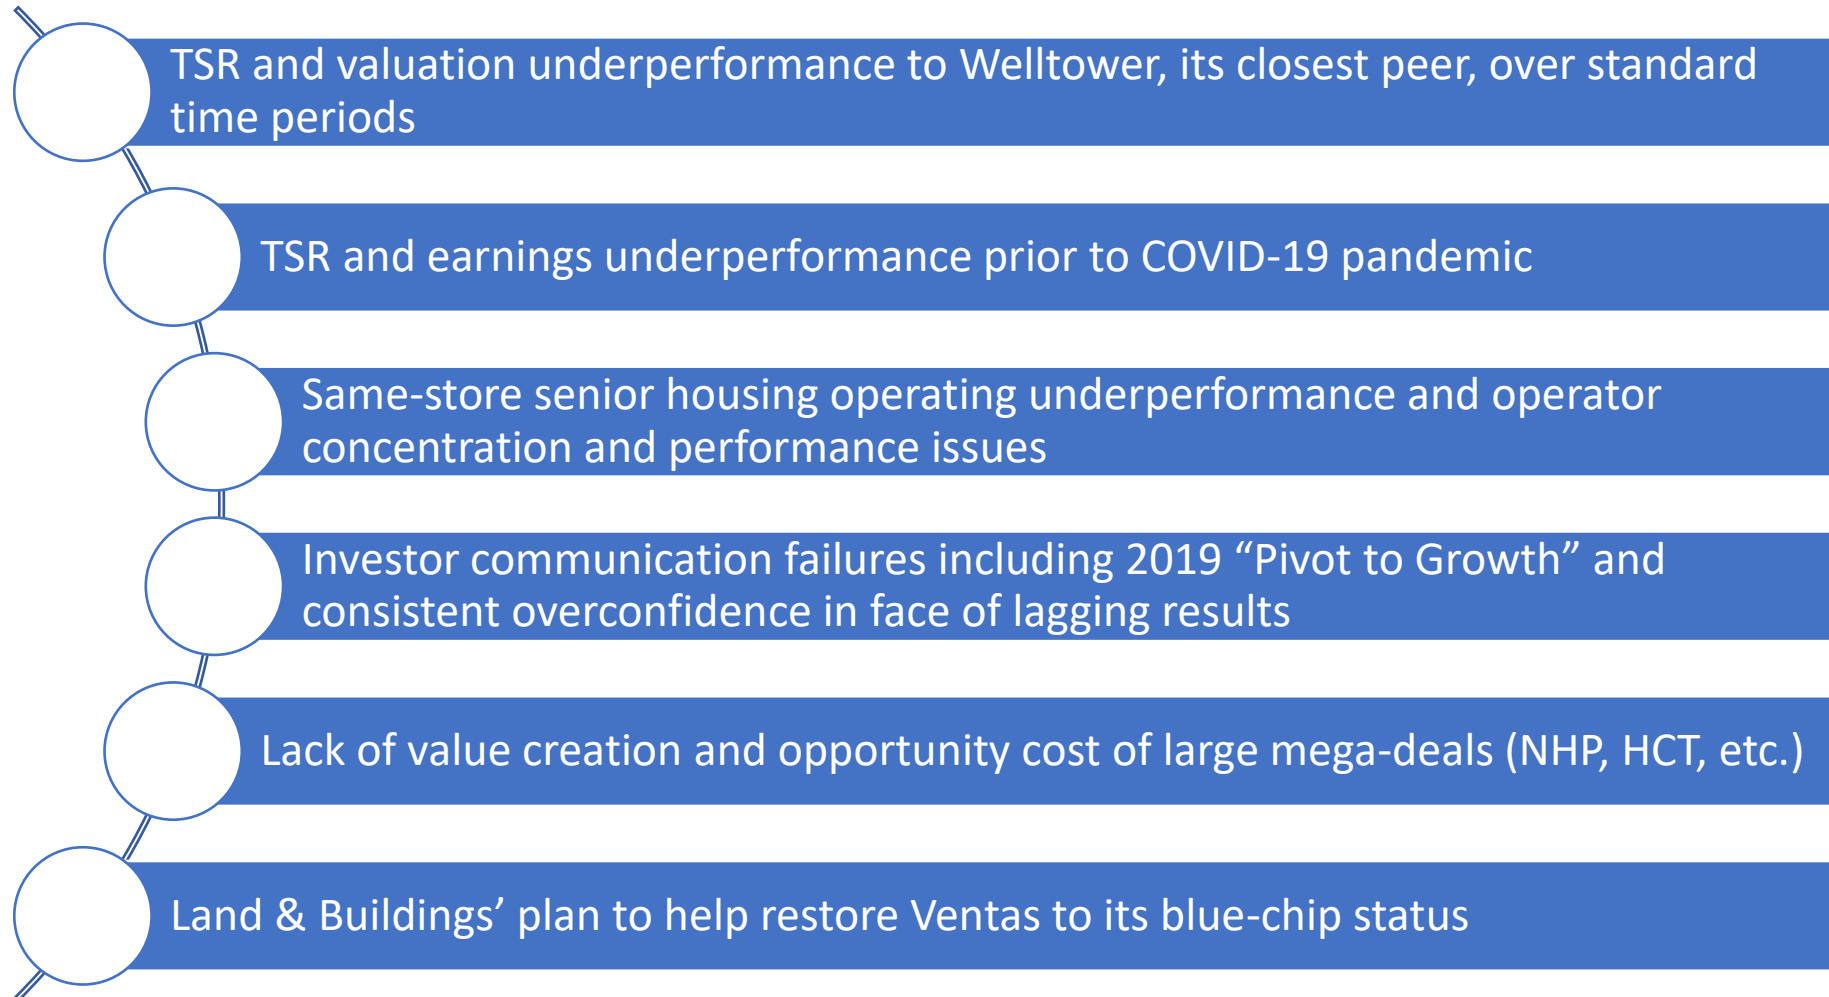 TSR and valuation underperformance to Welltower, its closest peer, over standard
time periods
TSR and earnings underperformance prior to COVID-19 pandemic
Same-store senior housing operating underperformance and operator
concentration and performance issues
Investor communication failures including 2019 “Pivot to Growth” and
consistent overconfidence in face of lagging results
Lack of value creation and opportunity cost of large mega-deals (NHP, HCT, etc.)
Land & Buildings’ plan to help restore Ventas to its blue-chip status